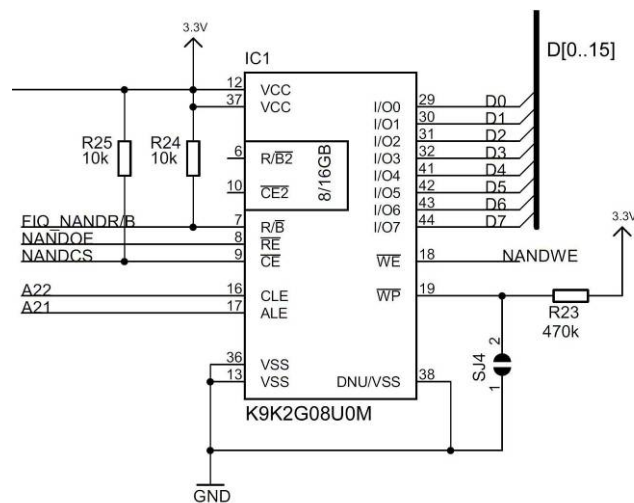 3.3V
IC1
D[0..15]
12 VCC
37 VCC
I/O0 29 D0
I/O1 30 D1
I/O2 31 D2
I/O3 32 D3
I/O4 41 D4
I/O5 42 D5
I/O6 43 D6
I/O7 44 D7
R25
10k
R24
10k
6 R/B2
10 CE2
8/16GB
FIQ_NANDR/B 7 R/B
NANDOE 8 RE
NANDCS 9 CE
WE 18 NANDWE
3.3V
A22 16 CLE
A21 17 ALE
WP 19
R23
470k
2
SJ4
1
36 VSS
13 VSS
DNU/VSS 38
K9K2G08U0M
GND